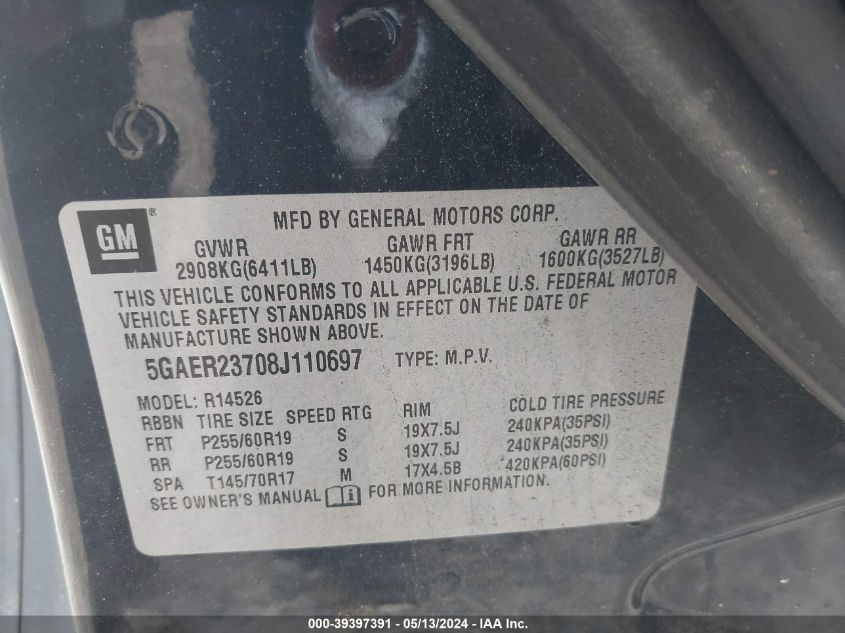 GM ® MFD BY GENERAL MOTORS CORP.
GVWR GAWR FRT GAWR RR
2908KG(6411LB) 1450KG(3196LB) 1600KG(3527LB)
THIS VEHICLE CONFORMS TO ALL APPLICABLE U.S. FEDERAL MOTOR
VEHICLE SAFETY STANDARDS IN EFFECT ON THE DATE OF
MANUFACTURE SHOWN ABOVE.
5GAER23708J110697 TYPE: M.P.V.
MODEL: R14526
RBBN TIRE SIZE SPEED RTG RIM COLD TIRE PRESSURE
FRT P255/60R19 S 19X7.5J 240KPA(35PSI)
RR P255/60R19 S 19X7.5J 240KPA(35PSI)
SPA T145/70R17 M 17X4.5B 420KPA(60PSI)
SEE OWNER'S MANUAL i FOR MORE INFORMATION.
000-39397391 - 05/13/2024 - IAA Inc.